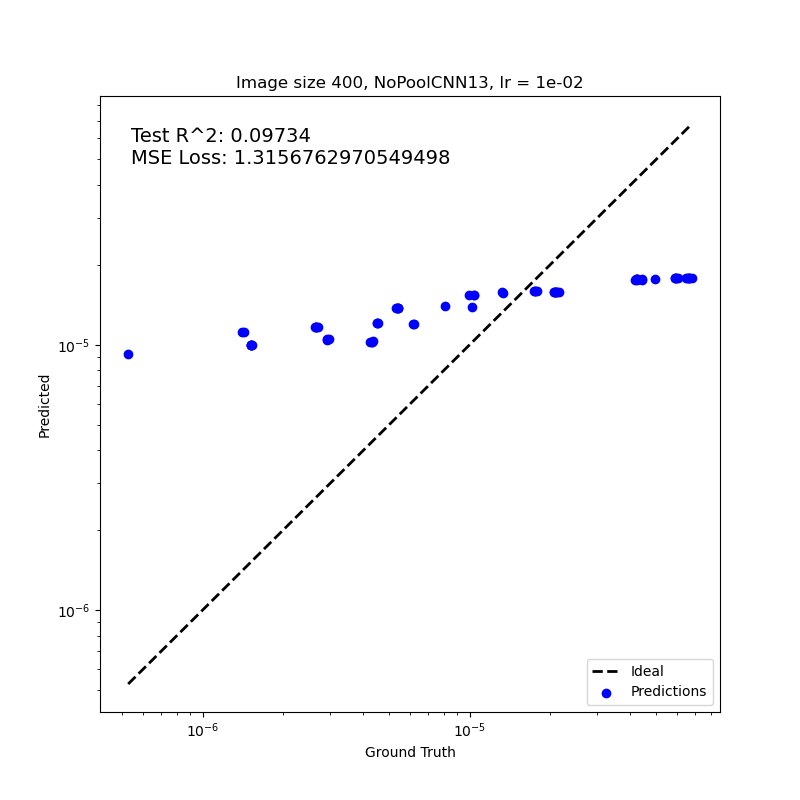 Image size 400, NoPoolCNN13, lr = 1e-02
Test R^2: 0.09734
MSE Loss: 1.3156762970549498
Predicted
10^-5
10^-6
10^-6
10^-5
Ground Truth
Ideal
Predictions